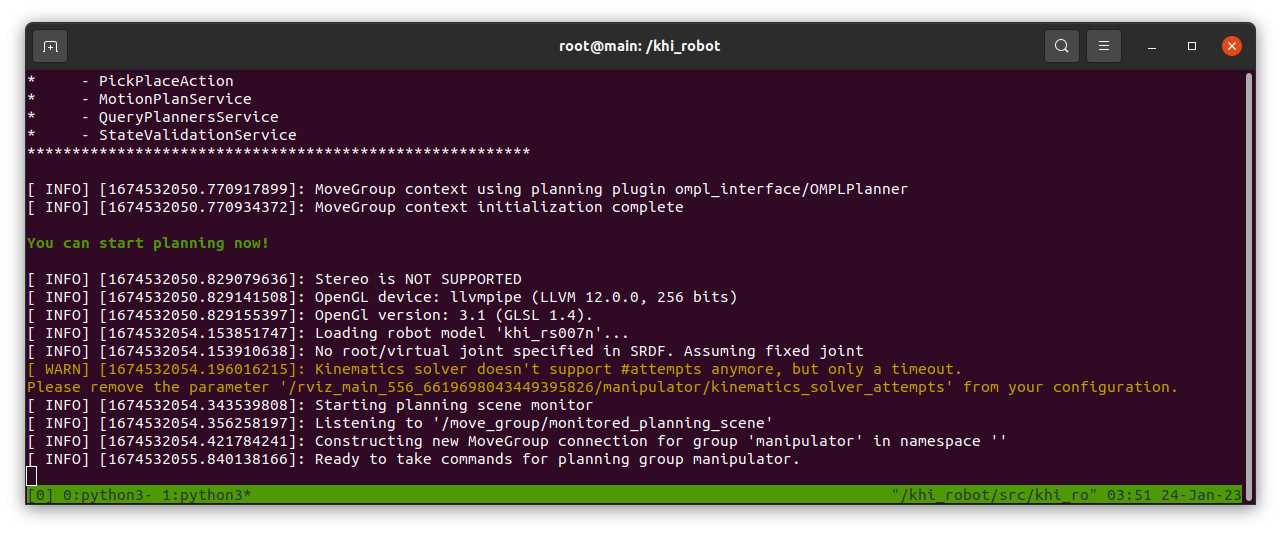 root@main: /khi_robot
*     - PickPlaceAction
*     - MotionPlanService
*     - QueryPlannersService
*     - StateValidationService
********************************************************
[ INFO] [1674532050.770917899]: MoveGroup context using planning plugin ompl_interface/OMPLPlanner
[ INFO] [1674532050.770934372]: MoveGroup context initialization complete
You can start planning now!
[ INFO] [1674532050.829079636]: Stereo is NOT SUPPORTED
[ INFO] [1674532050.829141508]: OpenGL device: llvmpipe (LLVM 12.0.0, 256 bits)
[ INFO] [1674532050.829155397]: OpenGl version: 3.1 (GLSL 1.4).
[ INFO] [1674532054.153851747]: Loading robot model 'khi_rs007n'...
[ INFO] [1674532054.153910638]: No root/virtual joint specified in SRDF. Assuming fixed joint
[ WARN] [1674532054.196016215]: Kinematics solver doesn't support #attempts anymore, but only a timeout.
Please remove the parameter '/rviz_main_556_6619698043449395826/manipulator/kinematics_solver_attempts' from your configuration.
[ INFO] [1674532054.343539808]: Starting planning scene monitor
[ INFO] [1674532054.356258197]: Listening to '/move_group/monitored_planning_scene'
[ INFO] [1674532054.421784241]: Constructing new MoveGroup connection for group 'manipulator' in namespace ''
[ INFO] [1674532055.840138166]: Ready to take commands for planning group manipulator.
[0] 0:python3- 1:python3* "/khi_robot/src/khi_ro" 03:51 24-Jan-23